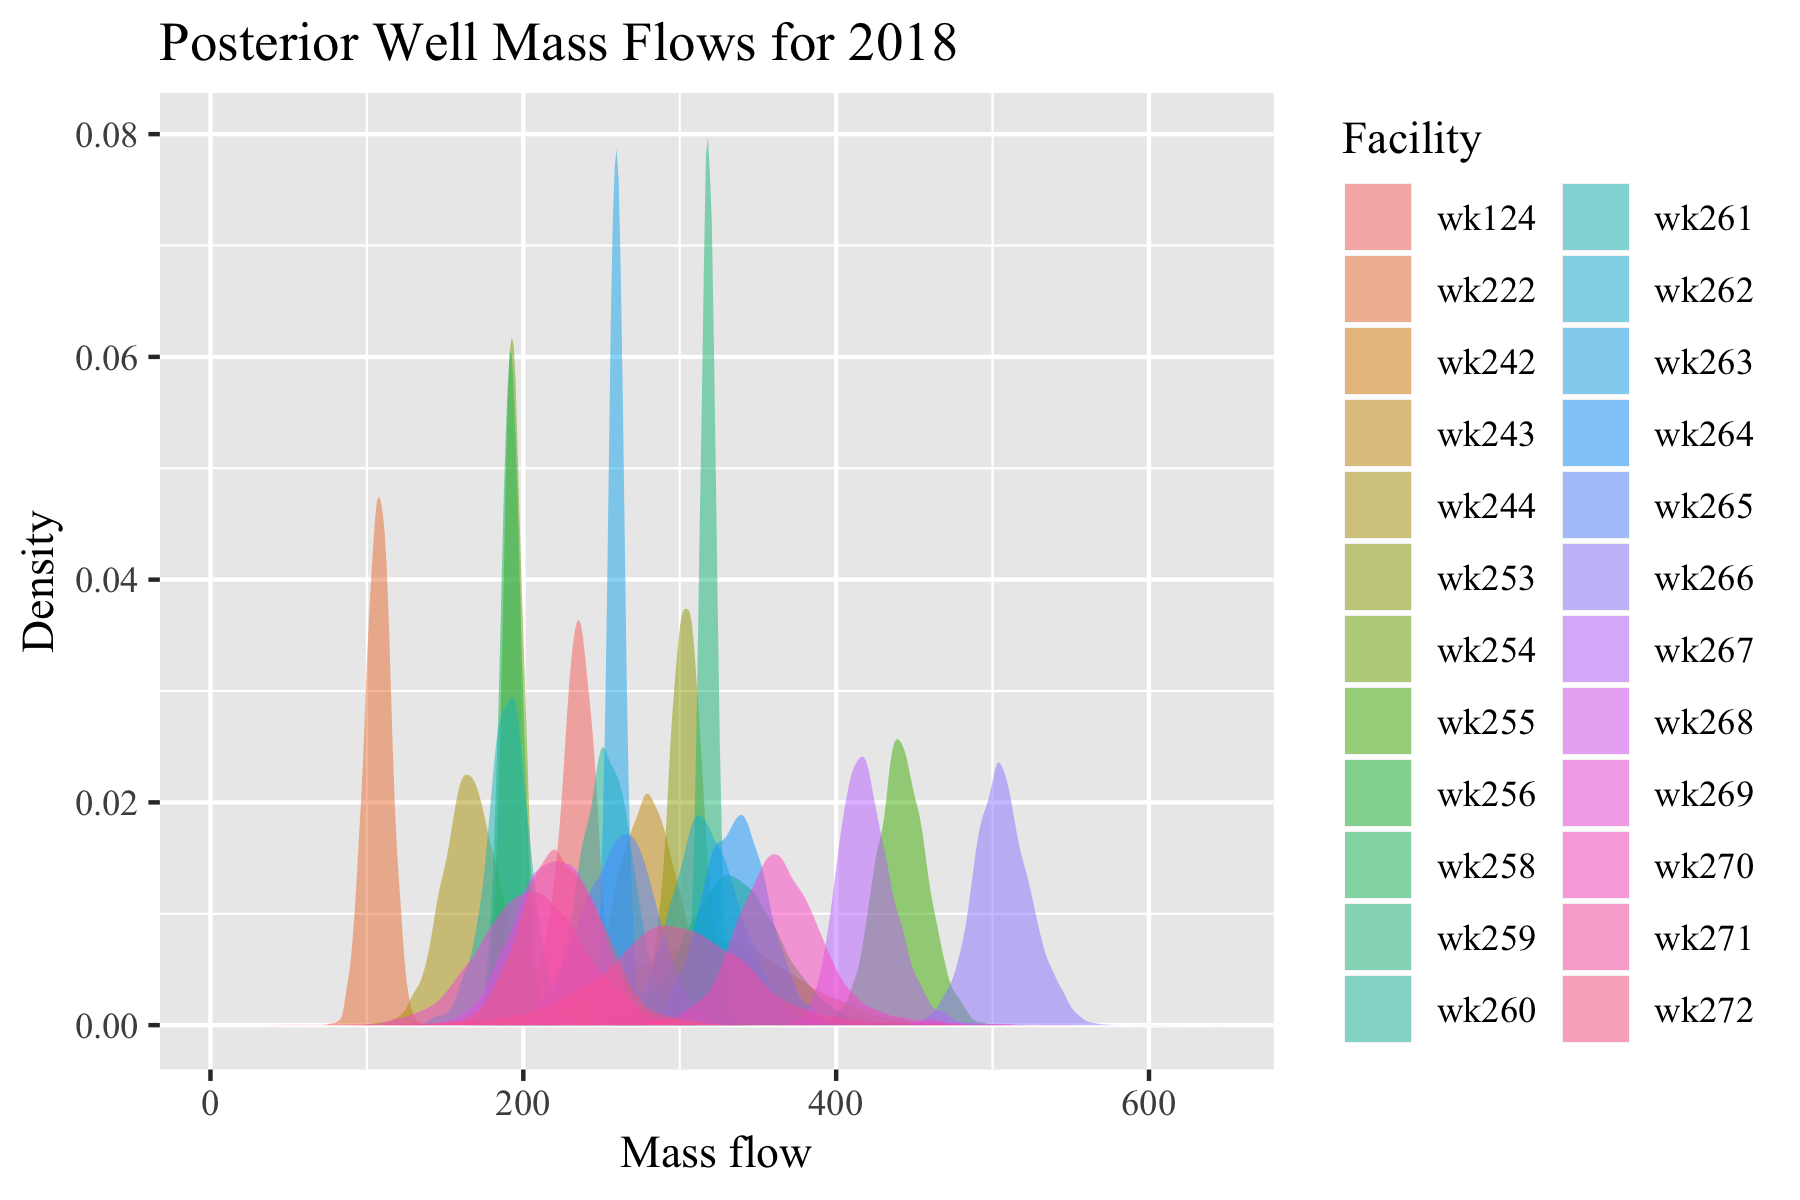 Posterior Well Mass Flows for 2018
Density
0.08
0.06
0.04
0.02
0.00
0
200
400
600
Mass flow
Facility
wk124
wk222
wk242
wk243
wk244
wk253
wk254
wk255
wk256
wk258
wk259
wk260
wk261
wk262
wk263
wk264
wk265
wk266
wk267
wk268
wk269
wk270
wk271
wk272